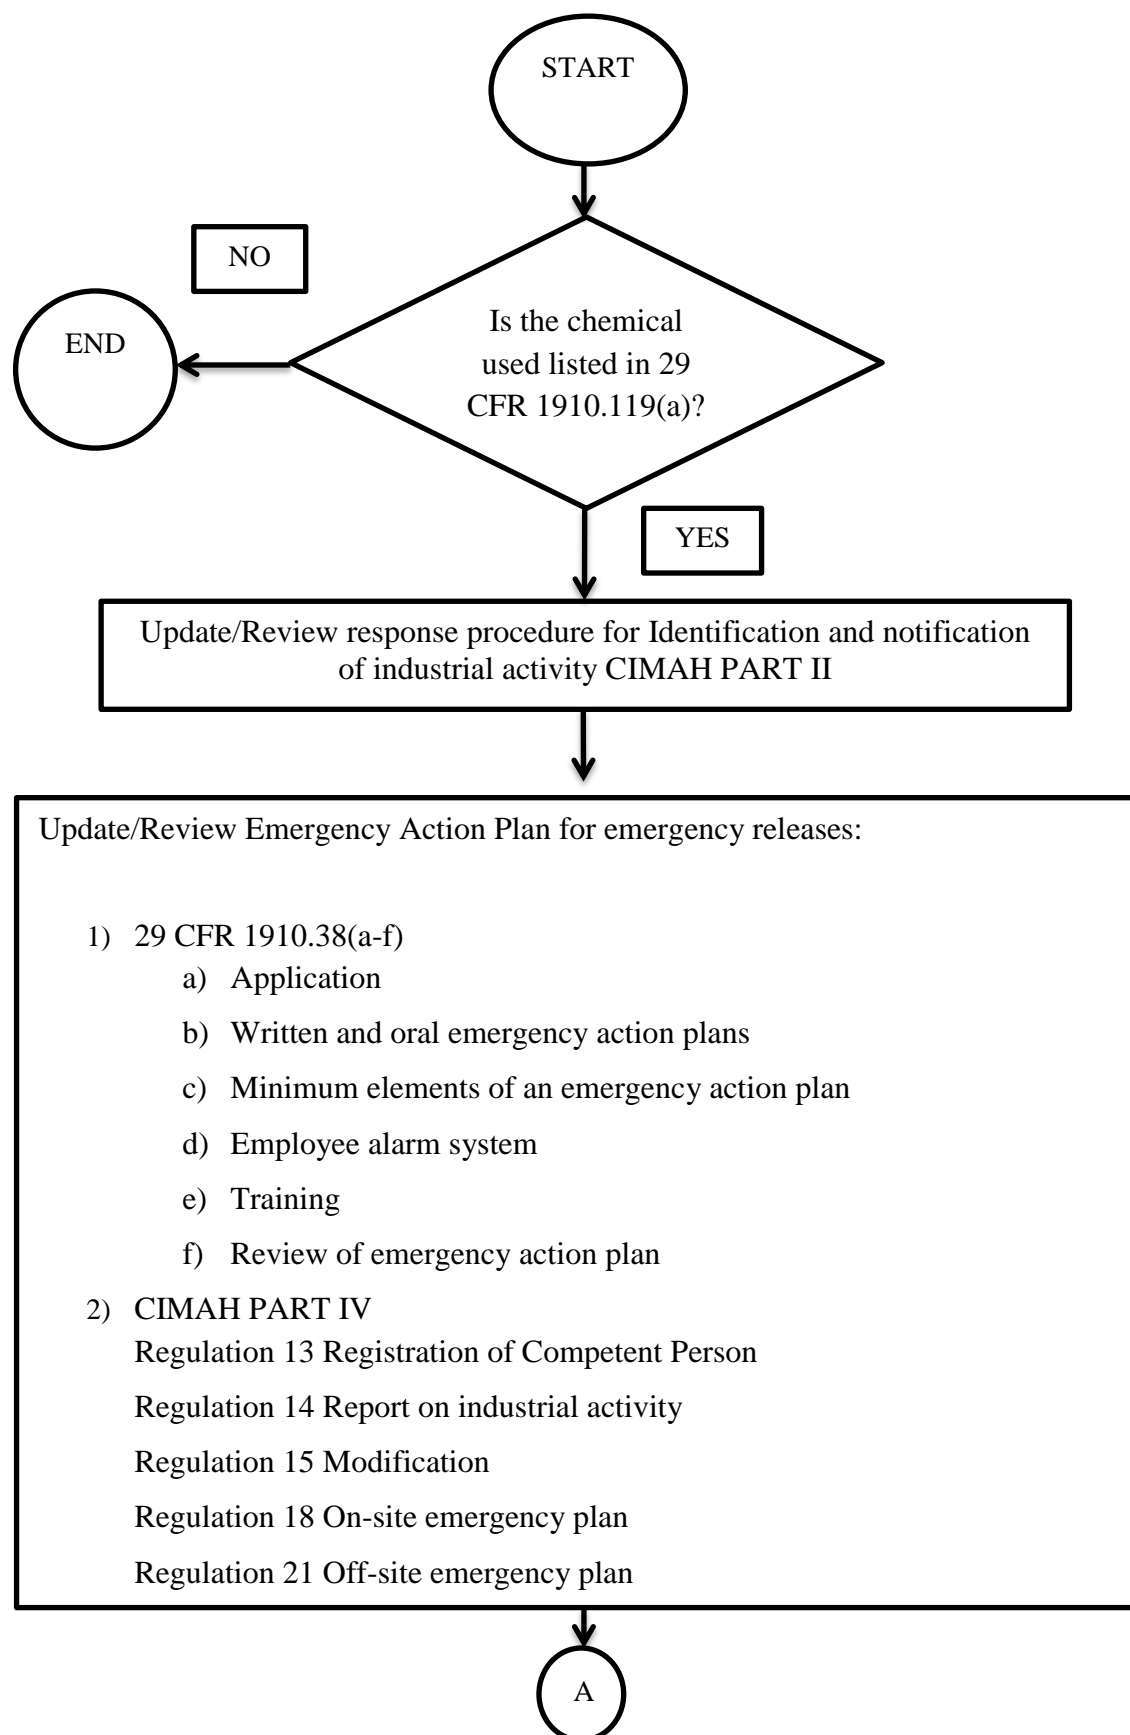 START
NO
END
Is the chemical
used listed in 29
CFR 1910.119(a)?
YES
Update/Review response procedure for Identification and notification
of industrial activity CIMAH PART II
Update/Review Emergency Action Plan for emergency releases:
1) 29 CFR 1910.38(a-f)
a) Application
b) Written and oral emergency action plans
c) Minimum elements of an emergency action plan
d) Employee alarm system
e) Training
f) Review of emergency action plan
2) CIMAH PART IV
Regulation 13 Registration of Competent Person
Regulation 14 Report on industrial activity
Regulation 15 Modification
Regulation 18 On-site emergency plan
Regulation 21 Off-site emergency plan
A